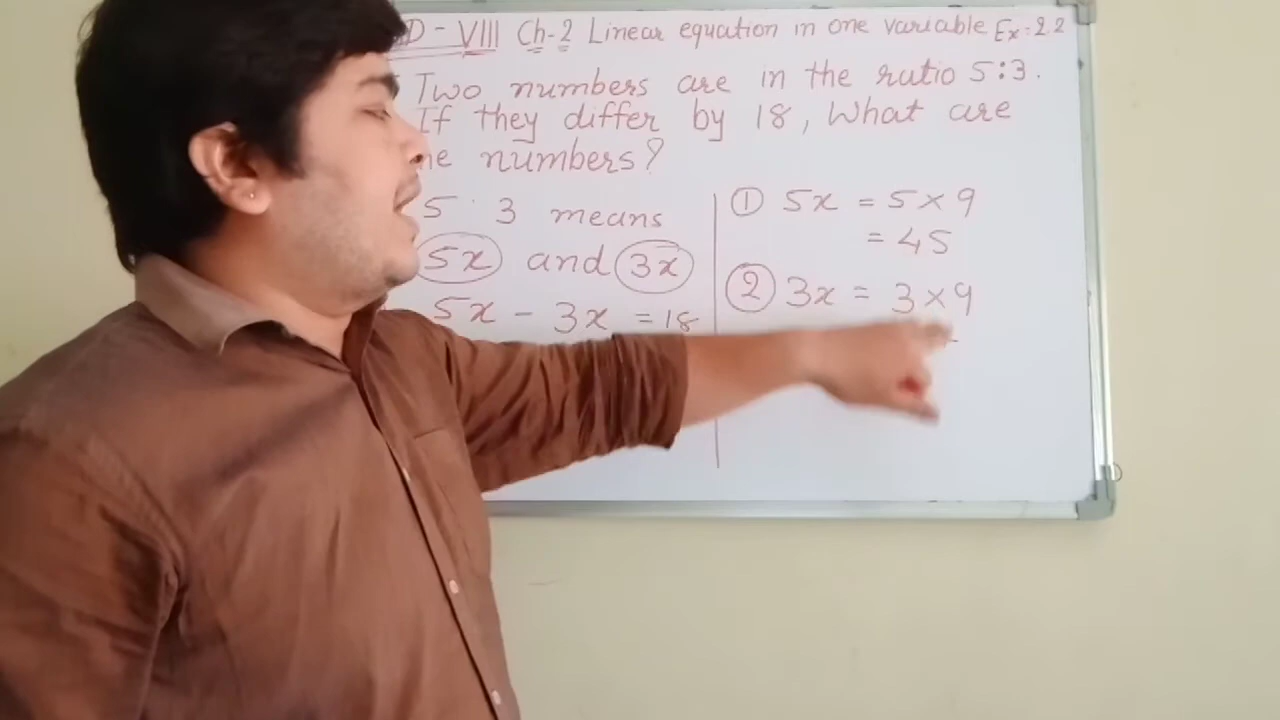 D - VIII Ch-2 Linear equation in one variable Ex-2.2
Two numbers are in the ratio 5:3.
If they differ by 18, What are
he numbers?
5 : 3 means
5x and 3x
5x - 3x = 18
① 5x = 5 × 9
= 45
② 3x = 3 × 9